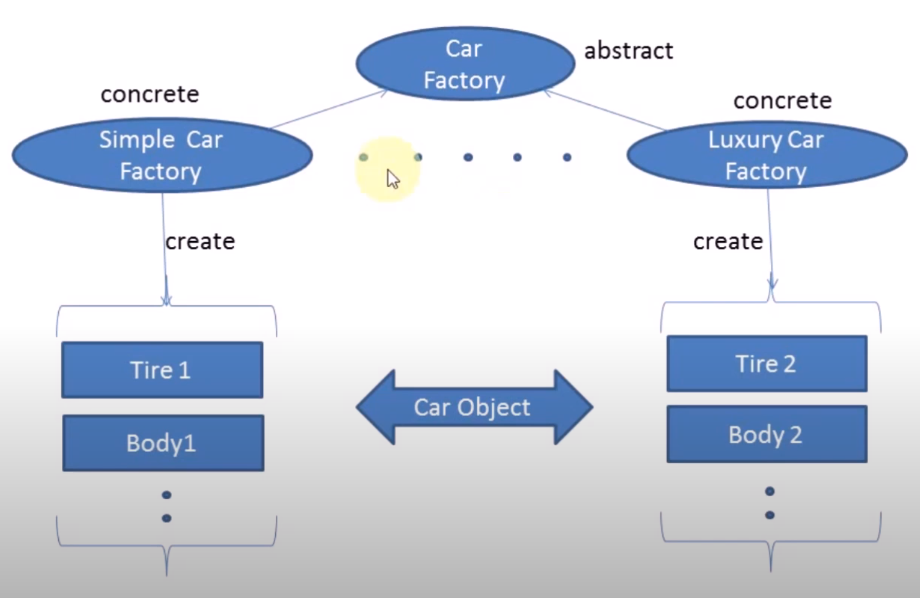 Car
Factory
abstract
concrete
concrete
Simple Car
Factory
Luxury Car
Factory
create
create
Tire 1
Tire 2
Car Object
Body1
Body 2